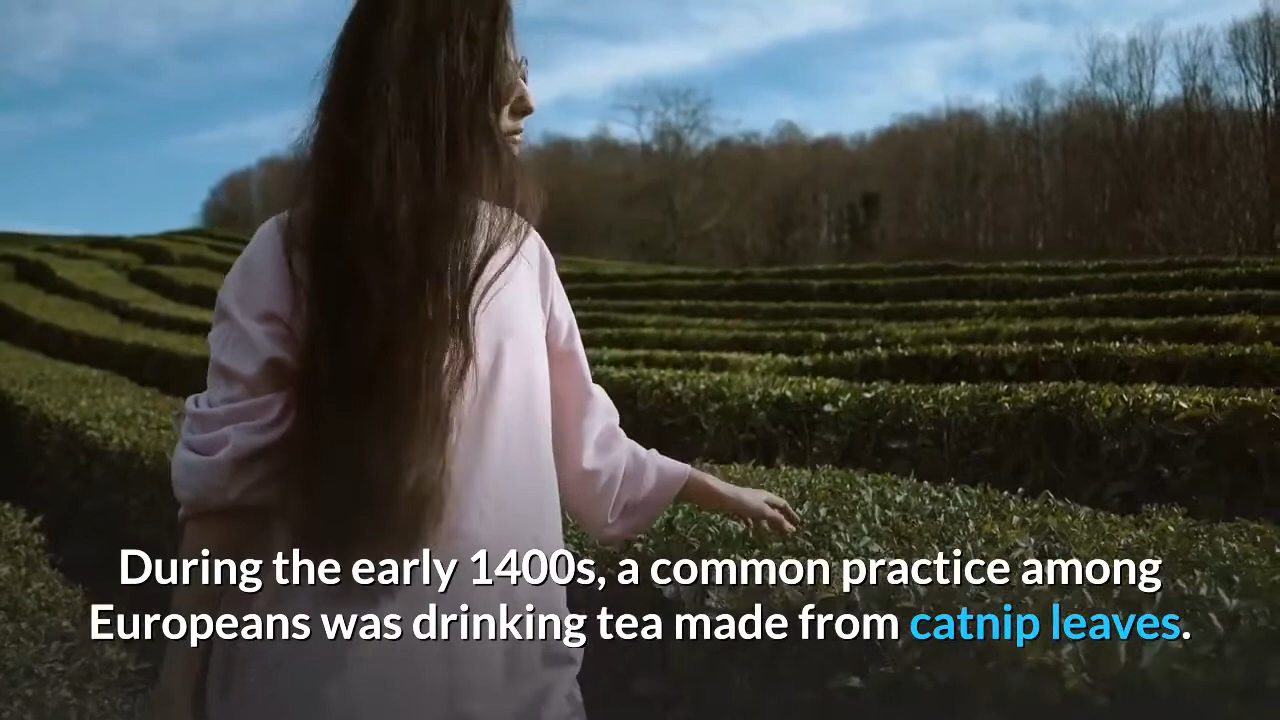 During the early 1400s, a common practice among
Europeans was drinking tea made from catnip leaves.